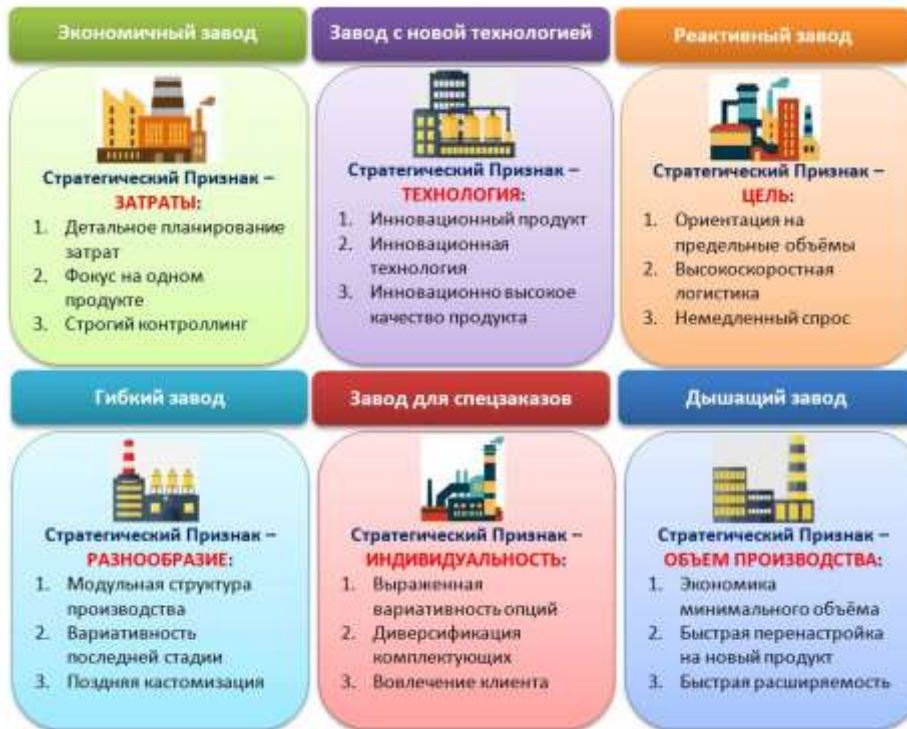 Экономичный завод
Завод с новой технологией
Реактивный завод
Стратегический Признак –
ЗАТРАТЫ:
1. Детальное планирование
затрат
2. Фокус на одном
продукте
3. Строгий контроллинг
Стратегический Признак –
ТЕХНОЛОГИЯ:
1. Инновационный продукт
2. Инновационная
технология
3. Инновационно высокое
качество продукта
Стратегический Признак –
ЦЕЛЬ:
1. Ориентация на
предельные объёмы
2. Высокоскоростная
логистика
3. Немедленный спрос
Гибкий завод
Завод для спецзаказов
Дышащий завод
Стратегический Признак –
РАЗНООБРАЗИЕ:
1. Модульная структура
производства
2. Вариативность
последней стадии
3. Поздняя кастомизация
Стратегический Признак –
ИНДИВИДУАЛЬНОСТЬ:
1. Выраженная
вариативность опций
2. Диверсификация
комплектующих
3. Вовлечение клиента
Стратегический Признак –
ОБЪЕМ ПРОИЗВОДСТВА:
1. Экономика
минимального объёма
2. Быстрая перенастройка
на новый продукт
3. Быстрая расширяемость